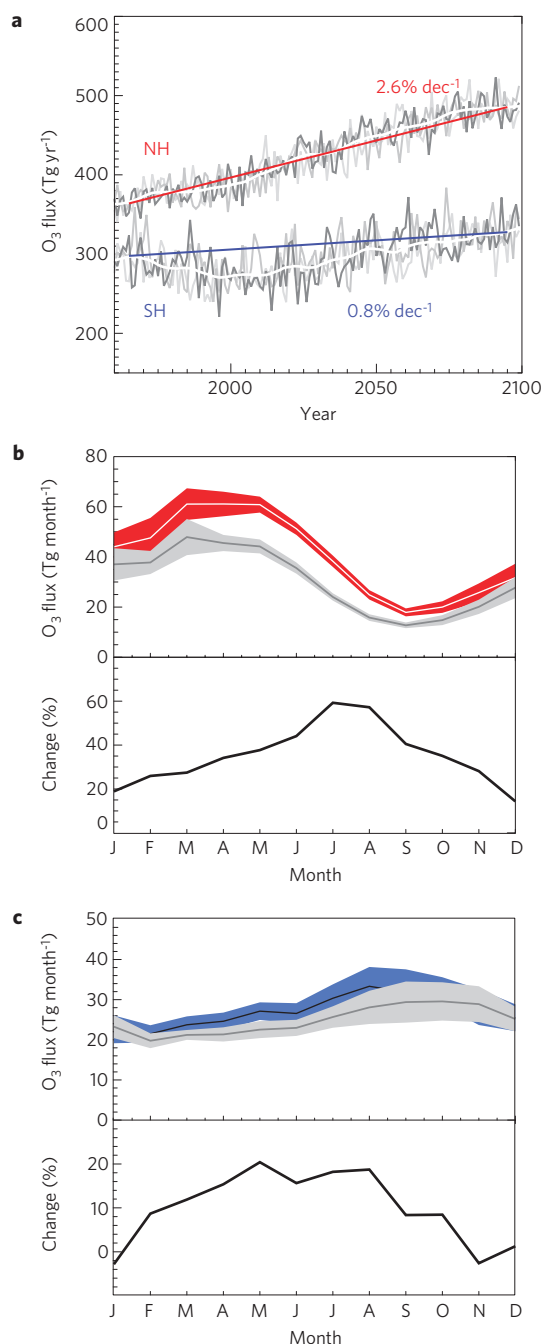 a
600
500
400
300
200
O₃ flux (Tg yr⁻¹)
NH
2.6% dec⁻¹
SH
0.8% dec⁻¹
2000 2050 2100
Year
b
80
60
40
20
0
O₃ flux (Tg month⁻¹)
60
40
20
0
Change (%)
J F M A M J J A S O N D
Month
c
50
40
30
20
10
0
O₃ flux (Tg month⁻¹)
20
10
0
Change (%)
J F M A M J J A S O N D
Month